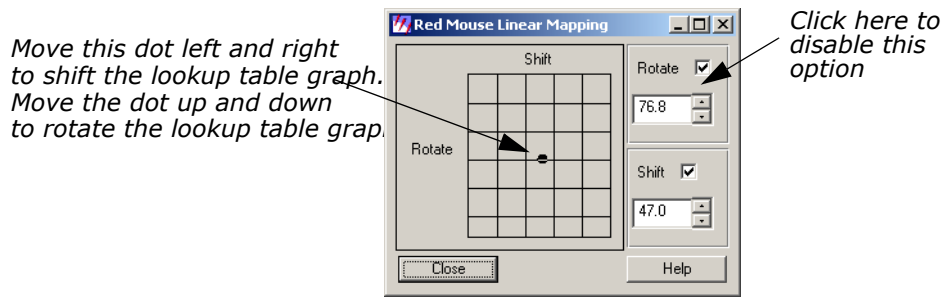 Move this dot left and right
to shift the lookup table graph.
Move the dot up and down
to rotate the lookup table
Red Mouse Linear Mapping
Shift
Rotate
Rotate
76.8
Shift
47.0
Close
Help
Click here to
disable this
option